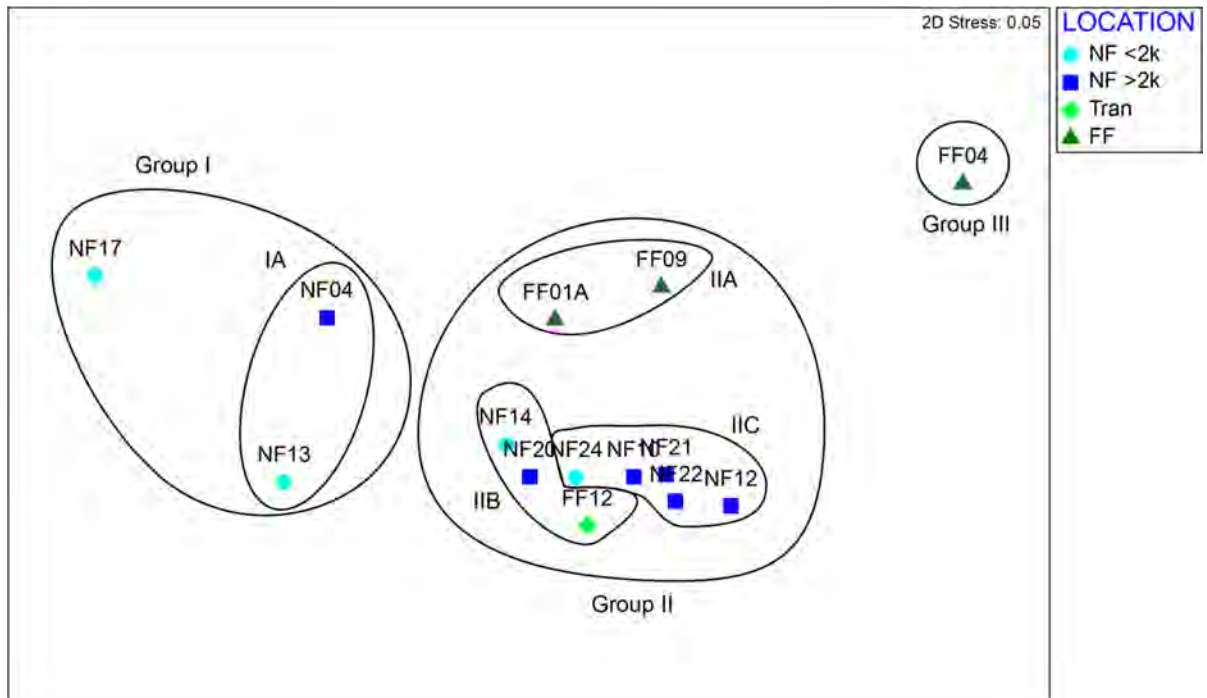 2D Stress: 0.05
LOCATION
NF <2k
NF >2k
Tran
FF
Group I
NF17
IA
NF04
NF13
FF04
Group III
FF09
IIA
FF01A
NF14
NF20
NF24
NF10
NF21
NF22
IIC
NF12
IIB
FF12
Group II